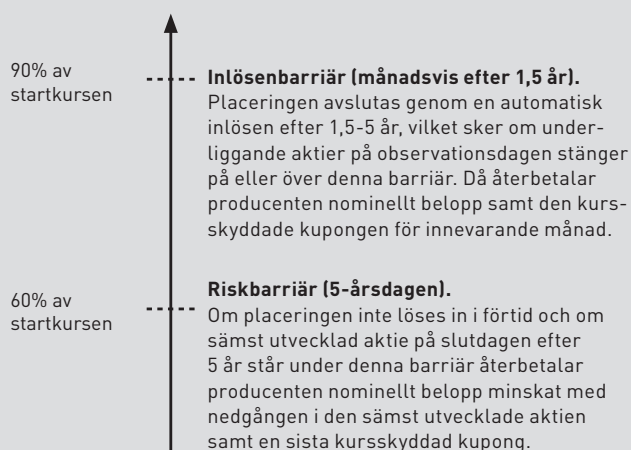 90% av
startkursen
Inlösenbarriär (månadsvis efter 1,5 år).
Placeringen avslutas genom en automatisk
inlösen efter 1,5-5 år, vilket sker om under-
liggande aktier på observationsdagen stänger
på eller över denna barriär. Då återbetalar
producenten nominellt belopp samt den kurs-
skyddade kupongen för innevarande månad.
60% av
startkursen
Riskbarriär (5-årsdagen).
Om placeringen inte löses in i förtid och om
sämst utvecklad aktie på slutdagen efter
5 år står under denna barriär återbetalar
producenten nominellt belopp minskat med
nedgången i den sämst utvecklade aktien
samt en sista kursskyddad kupong.